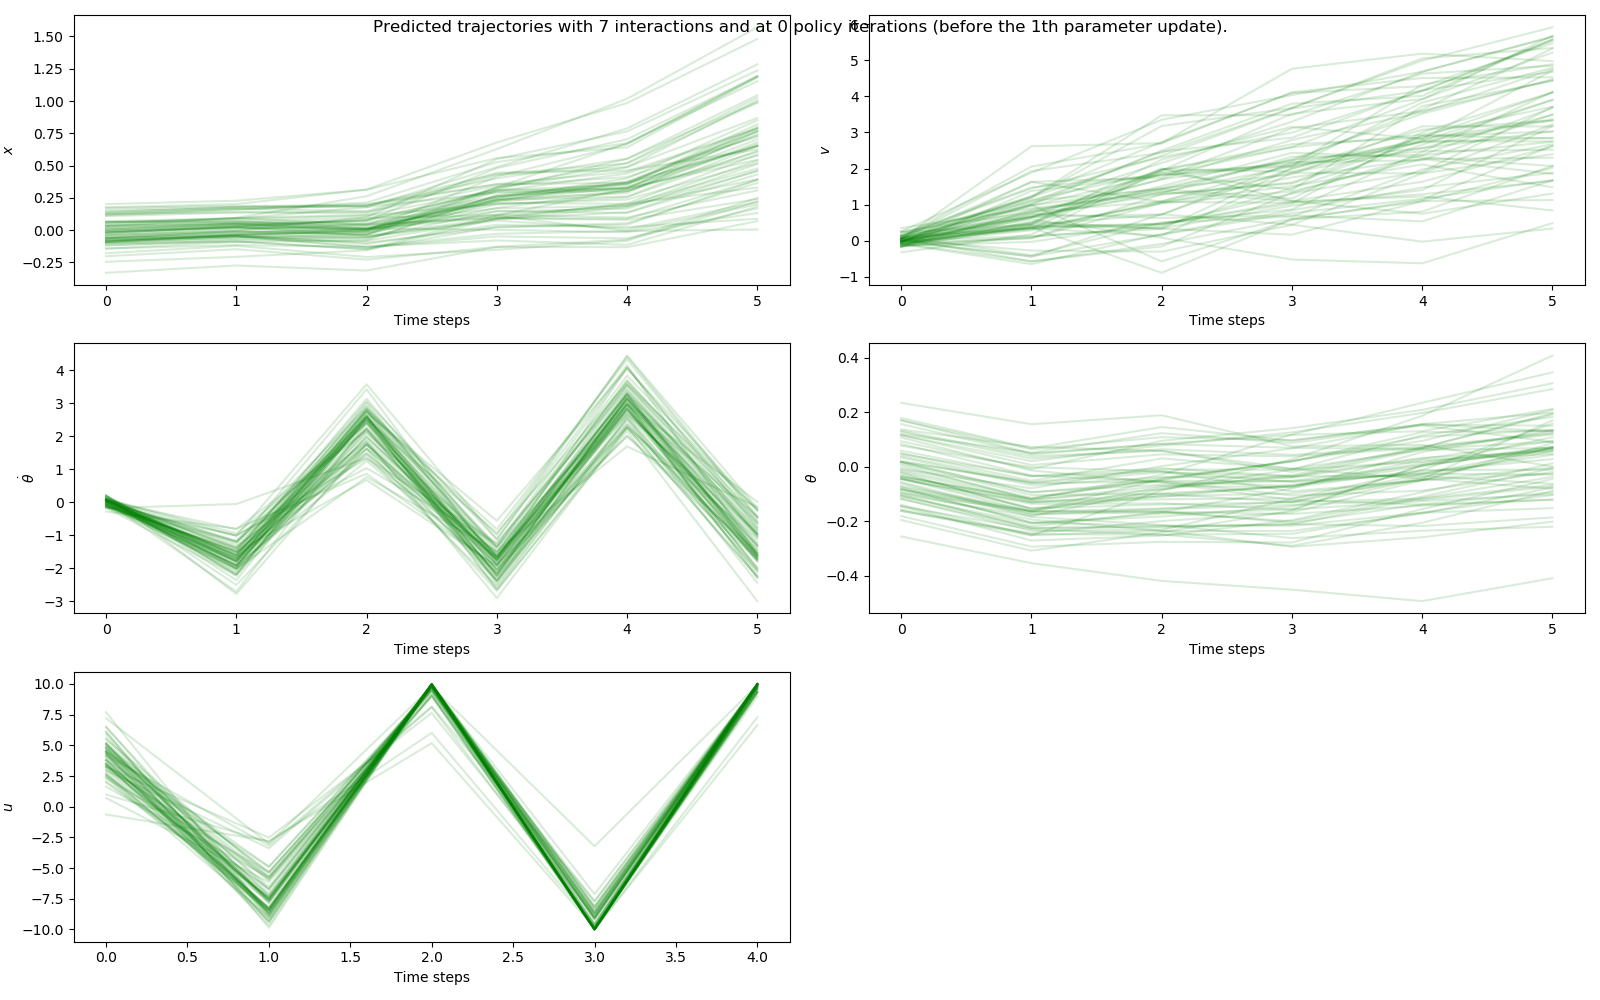 Predicted trajectories with 7 interactions and at 0 policy iterations (before the 1th parameter update).
1.50
1.25
1.00
0.75
0.50
0.25
0.00
−0.25
x
0 1 2 3 4 5
Time steps
6
5
4
3
2
1
0
−1
v
0 1 2 3 4 5
Time steps
4
3
2
1
0
−1
−2
−3
θ̇
0 1 2 3 4 5
Time steps
0.4
0.2
0.0
−0.2
−0.4
θ
0 1 2 3 4 5
Time steps
10.0
7.5
5.0
2.5
0.0
−2.5
−5.0
−7.5
−10.0
u
0.0 0.5 1.0 1.5 2.0 2.5 3.0 3.5 4.0
Time steps